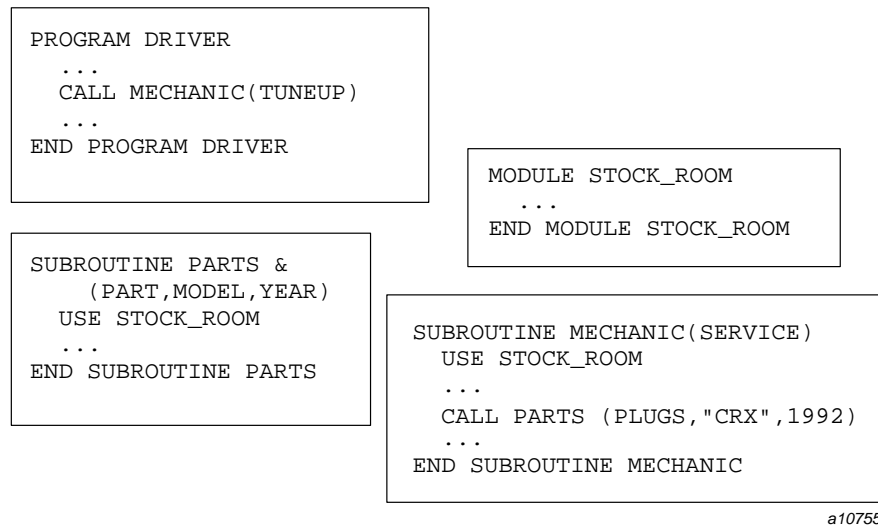 PROGRAM DRIVER
...
CALL MECHANIC(TUNEUP)
...
END PROGRAM DRIVER
MODULE STOCK_ROOM
...
END MODULE STOCK_ROOM
SUBROUTINE PARTS &
(PART,MODEL,YEAR)
USE STOCK_ROOM
...
END SUBROUTINE PARTS
SUBROUTINE MECHANIC(SERVICE)
USE STOCK_ROOM
...
CALL PARTS (PLUGS,"CRX",1992)
...
END SUBROUTINE MECHANIC
a10755